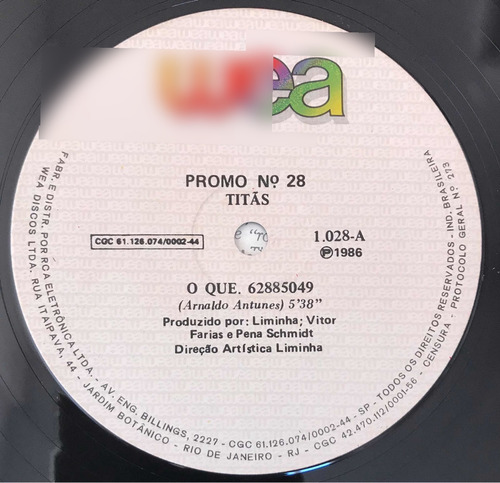 wea
PROMO Nº 28
TITÃS
CGC 61.126.074/0002-44
1.028-A
Ⓟ1986
O QUE. 62885049
(Arnaldo Antunes) 5'38"
Produzido por: Liminha; Vitor
Farias e Pena Schmidt
Direção Artística Liminha
FABR. E DISTR. POR RCA ELETRÔNICA LTDA. - AV. ENG. BILLINGS, 2227 - CGC 61.126.074/0002-44 - SP - TODOS OS DIREITOS RESERVADOS - IND. BRASILEIRA
WEA DISCOS LTDA. RUA ITAIPAVA, 44 - JARDIM BOTÂNICO - RIO DE JANEIRO - RJ - CGC 42.470.112/0001-56 - CENSURA - PROTOCOLO GERAL Nº 273